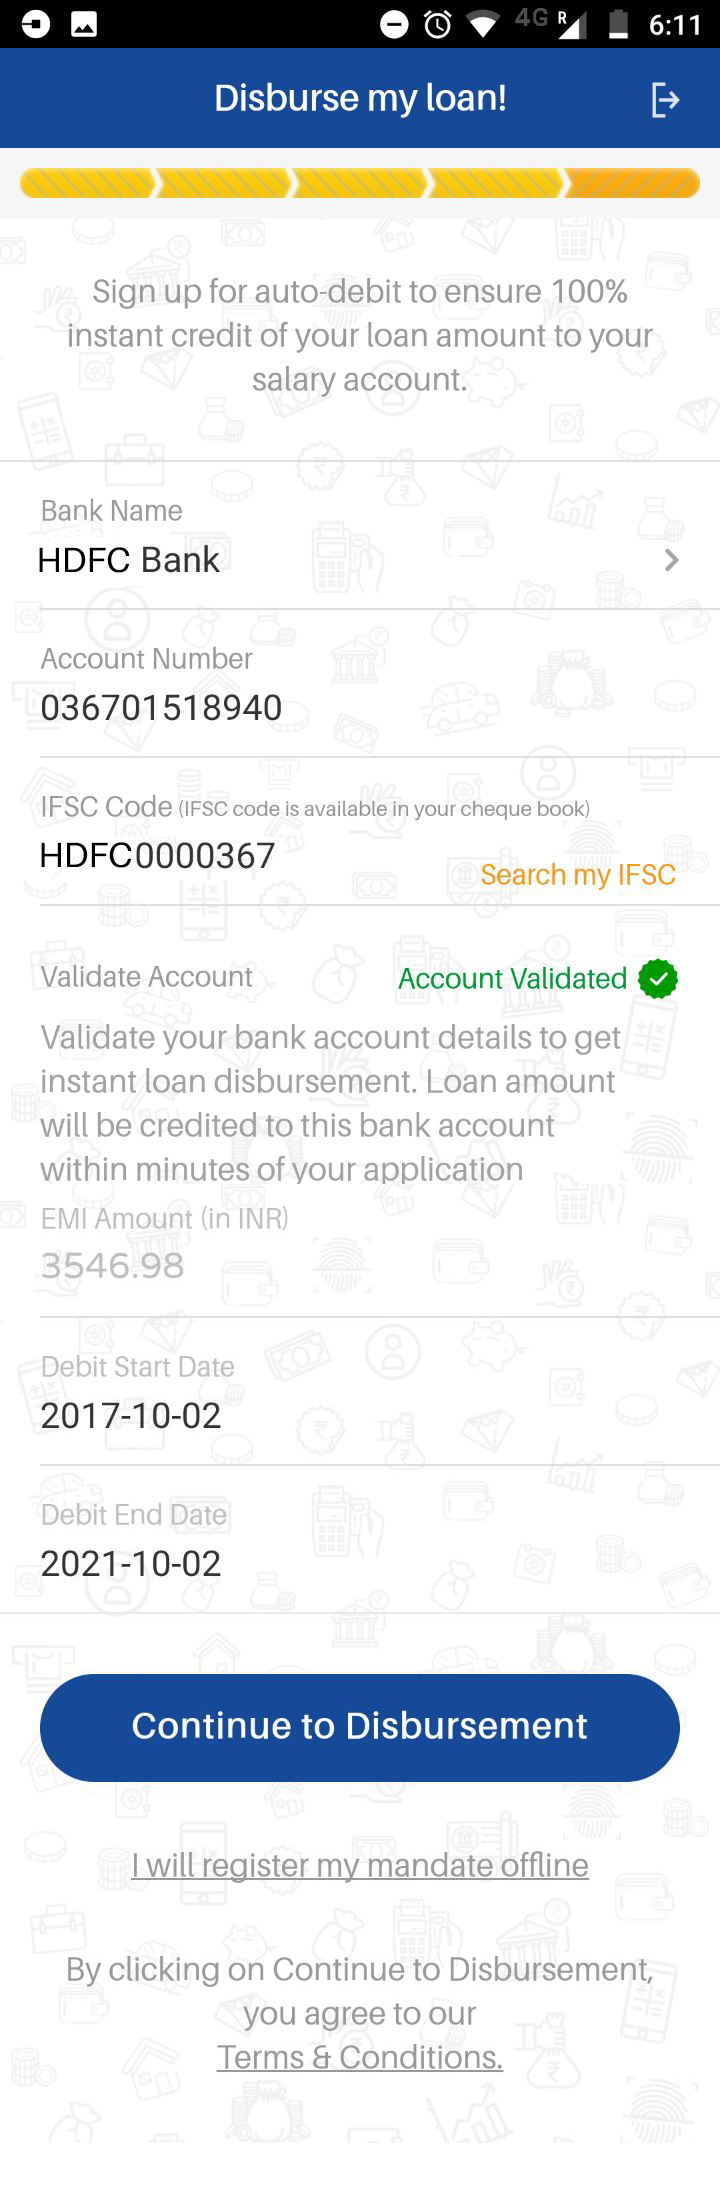 4G R 6:11
Disburse my loan!
Sign up for auto-debit to ensure 100%
instant credit of your loan amount to your
salary account.
Bank Name
HDFC Bank
Account Number
036701518940
IFSC Code (IFSC code is available in your cheque book)
HDFC0000367
Search my IFSC
Validate Account Account Validated
Validate your bank account details to get
instant loan disbursement. Loan amount
will be credited to this bank account
within minutes of your application
EMI Amount (in INR)
3546.98
Debit Start Date
2017-10-02
Debit End Date
2021-10-02
Continue to Disbursement
I will register my mandate offline
By clicking on Continue to Disbursement,
you agree to our
Terms & Conditions.